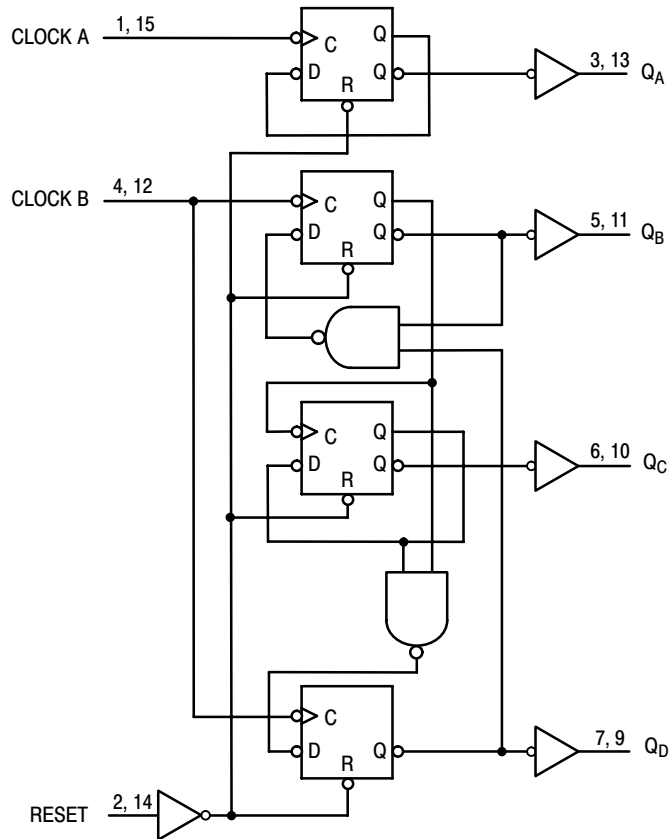 CLOCK A 1, 15 C Q
D Q
R
3, 13 QA
CLOCK B 4, 12 C Q
D Q
R
5, 11 QB
C Q
D Q
R
6, 10 QC
C
D Q
R
7, 9 QD
RESET 2, 14